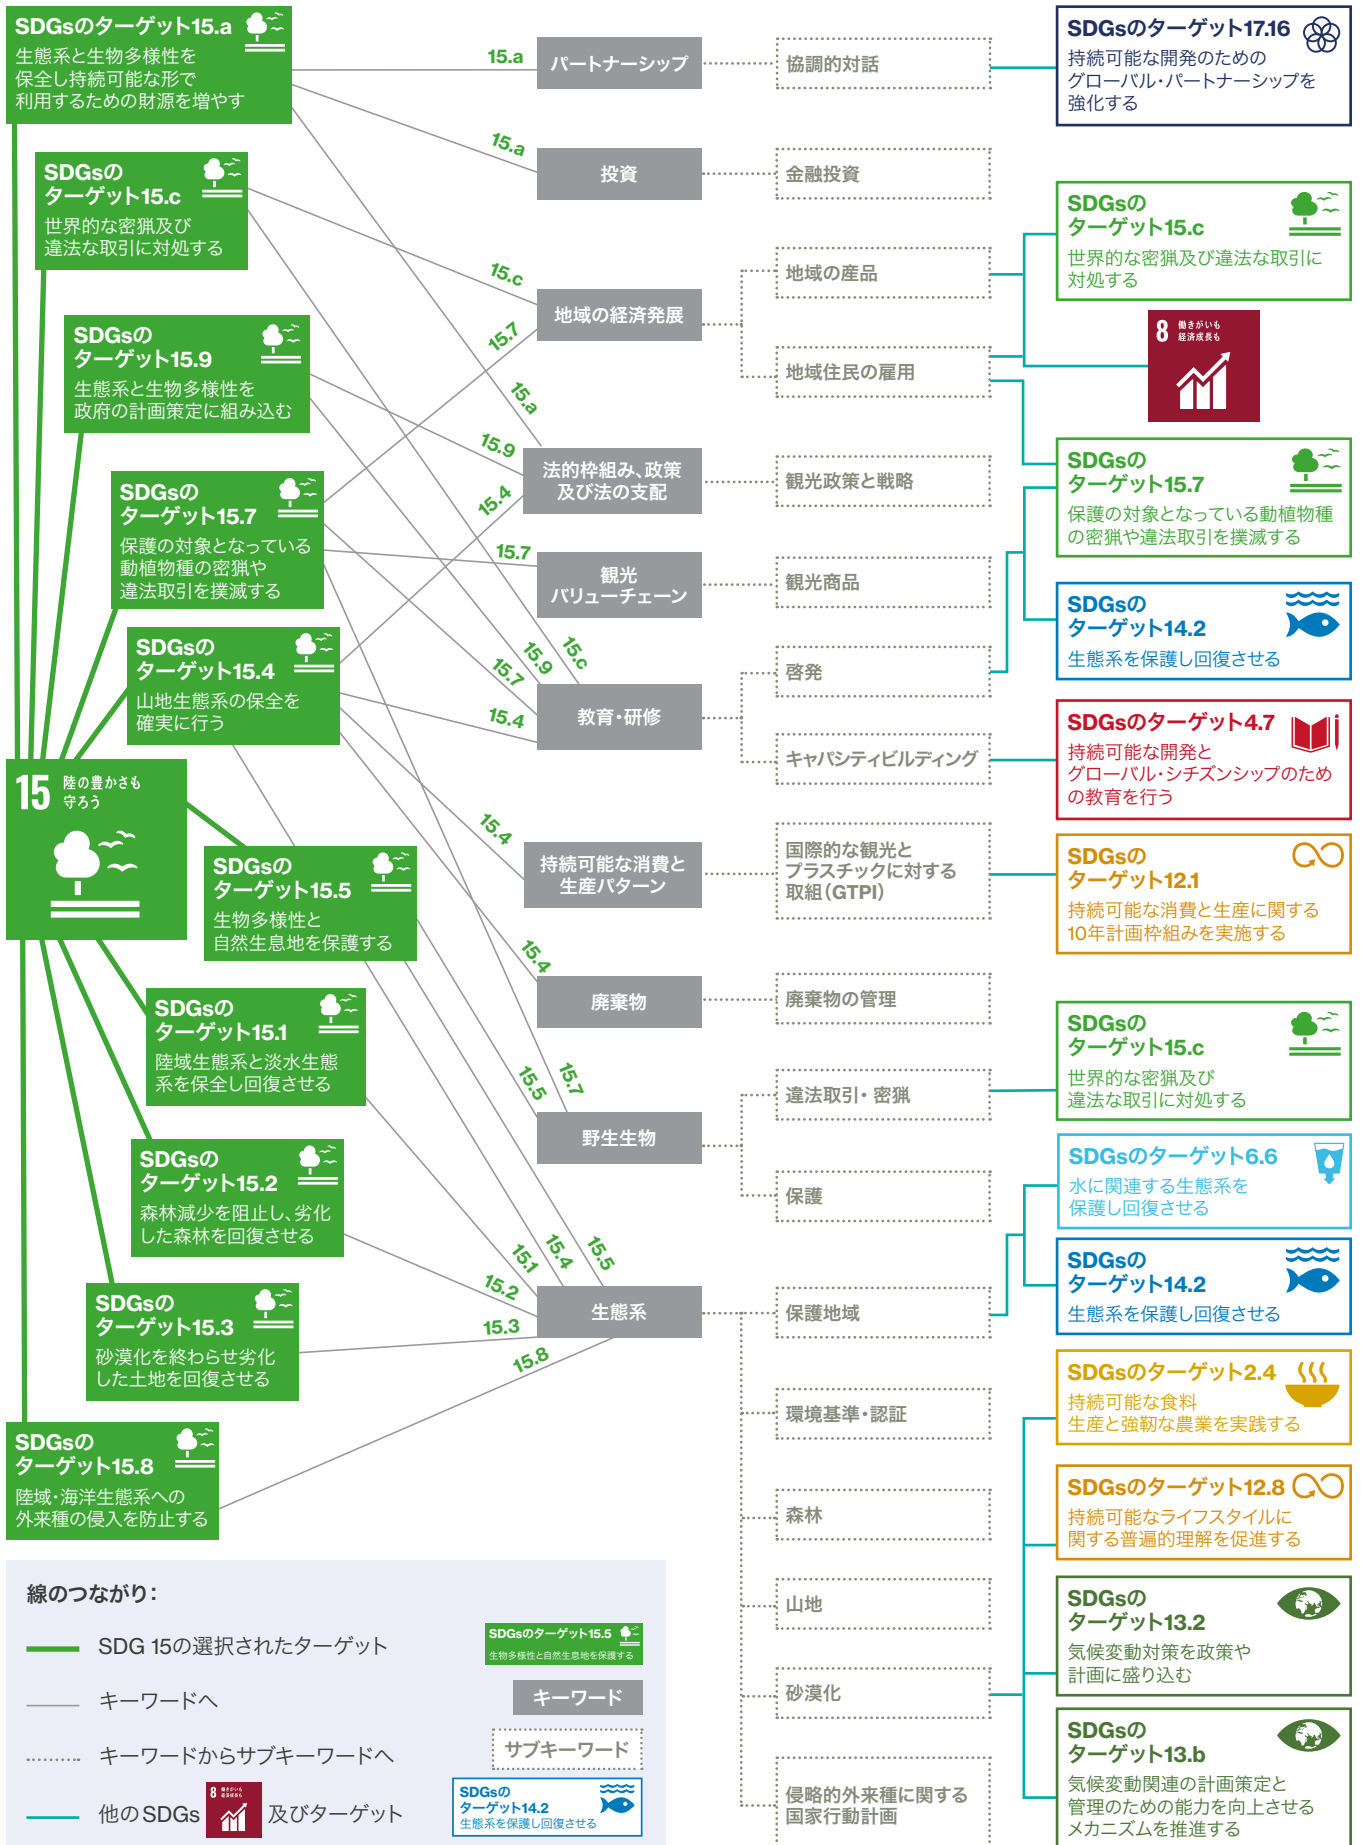 SDGsのターゲット15.a
生態系と生物多様性を
保全し持続可能な形で
利用するための財源を増やす
SDGsの
ターゲット15.c
世界的な密猟及び
違法な取引に対処する
SDGsの
ターゲット15.9
生態系と生物多様性を
政府の計画策定に組み込む
SDGsの
ターゲット15.7
保護の対象となっている
動植物種の密猟や
違法取引を撲滅する
SDGsの
ターゲット15.4
山地生態系の保全を
確実に行う
15 陸の豊かさも
守ろう
SDGsの
ターゲット15.5
生物多様性と
自然生息地を保護する
SDGsの
ターゲット15.1
陸域生態系と淡水生態
系を保全し回復させる
SDGsの
ターゲット15.2
森林減少を阻止し、劣化
した森林を回復させる
SDGsの
ターゲット15.3
砂漠化を終わらせ劣化
した土地を回復させる
SDGsの
ターゲット15.8
陸域・海洋生態系への
外来種の侵入を防止する
15.a
15.a
15.c
15.7
15.a
15.9
15.4
15.7
15.c
15.9
15.7
15.4
15.4
15.4
15.7
15.5
15.5
15.4
15.1
15.2
15.3
15.8
パートナーシップ
投資
地域の経済発展
法的枠組み、政策
及び法の支配
観光
バリューチェーン
教育・研修
持続可能な消費と
生産パターン
廃棄物
野生生物
生態系
協調的対話
金融投資
地域の産品
地域住民の雇用
観光政策と戦略
観光商品
啓発
キャパシティビルディング
国際的な観光と
プラスチックに対する
取組(GTPI)
廃棄物の管理
違法取引・密猟
保護
保護地域
環境基準・認証
森林
山地
砂漠化
侵略的外来種に関する
国家行動計画
SDGsのターゲット17.16
持続可能な開発のための
グローバル・パートナーシップを
強化する
SDGsの
ターゲット15.c
世界的な密猟及び違法な取引に
対処する
8 働きがいも
経済成長も
SDGsの
ターゲット15.7
保護の対象となっている動植物種
の密猟や違法取引を撲滅する
SDGsの
ターゲット14.2
生態系を保護し回復させる
SDGsのターゲット4.7
持続可能な開発と
グローバル・シチズンシップのため
の教育を行う
SDGsの
ターゲット12.1
持続可能な消費と生産に関する
10年計画枠組みを実施する
SDGsの
ターゲット15.c
世界的な密猟及び
違法な取引に対処する
SDGsのターゲット6.6
水に関連する生態系を
保護し回復させる
SDGsの
ターゲット14.2
生態系を保護し回復させる
SDGsのターゲット2.4
持続可能な食料
生産と強靭な農業を実践する
SDGsのターゲット12.8
持続可能なライフスタイルに
関する普遍的理解を促進する
SDGsの
ターゲット13.2
気候変動対策を政策や
計画に盛り込む
SDGsの
ターゲット13.b
気候変動関連の計画策定と
管理のための能力を向上させる
メカニズムを推進する
線のつながり：
SDG 15の選択されたターゲット
SDGsのターゲット15.5
生物多様性と自然生息地を保護する
キーワードへ
キーワード
キーワードからサブキーワードへ
サブキーワード
他のSDGs 8 働きがいも 経済成長も 及びターゲット
SDGsの
ターゲット14.2
生態系を保護し回復させる